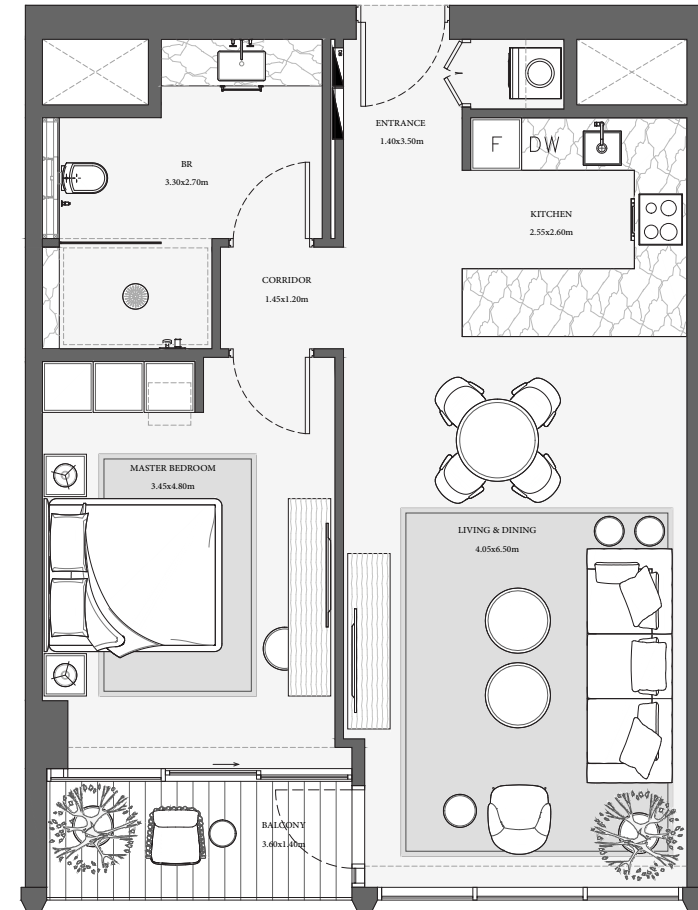 ENTRANCE
1.40x3.50m
F
DW
BR
3.30x2.70m
KITCHEN
2.55x2.60m
CORRIDOR
1.45x1.20m
MASTER BEDROOM
3.45x4.80m
LIVING & DINING
4.05x6.50m
BALCONY
3.60x1.40m